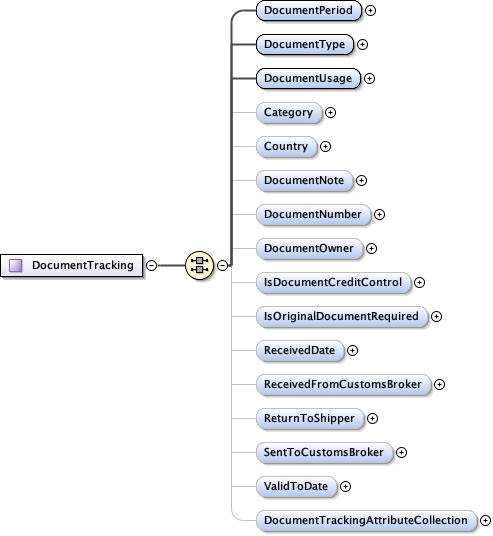 DocumentPeriod
DocumentType
DocumentUsage
Category
Country
DocumentNote
DocumentNumber
DocumentOwner
DocumentTracking
IsDocumentCreditControl
IsOriginalDocumentRequired
ReceivedDate
ReceivedFromCustomsBroker
ReturnToShipper
SentToCustomsBroker
ValidToDate
DocumentTrackingAttributeCollection